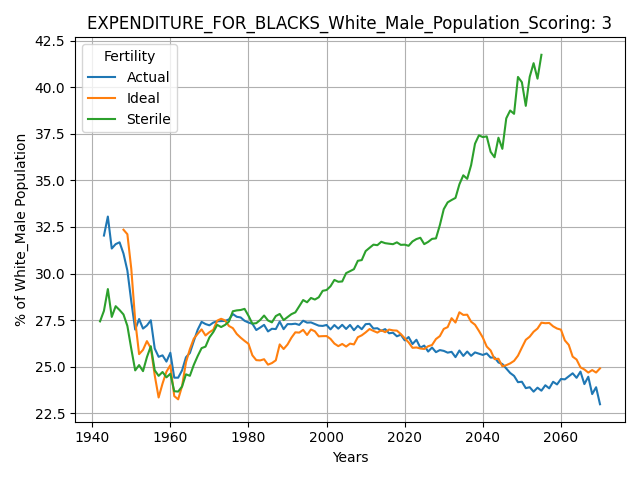 EXPENDITURE_FOR_BLACKS_White_Male_Population_Scoring: 3
42.5
40.0
37.5
35.0
32.5
30.0
27.5
25.0
22.5
% of White_Male Population
Fertility
Actual
Ideal
Sterile
1940 1960 1980 2000 2020 2040 2060
Years